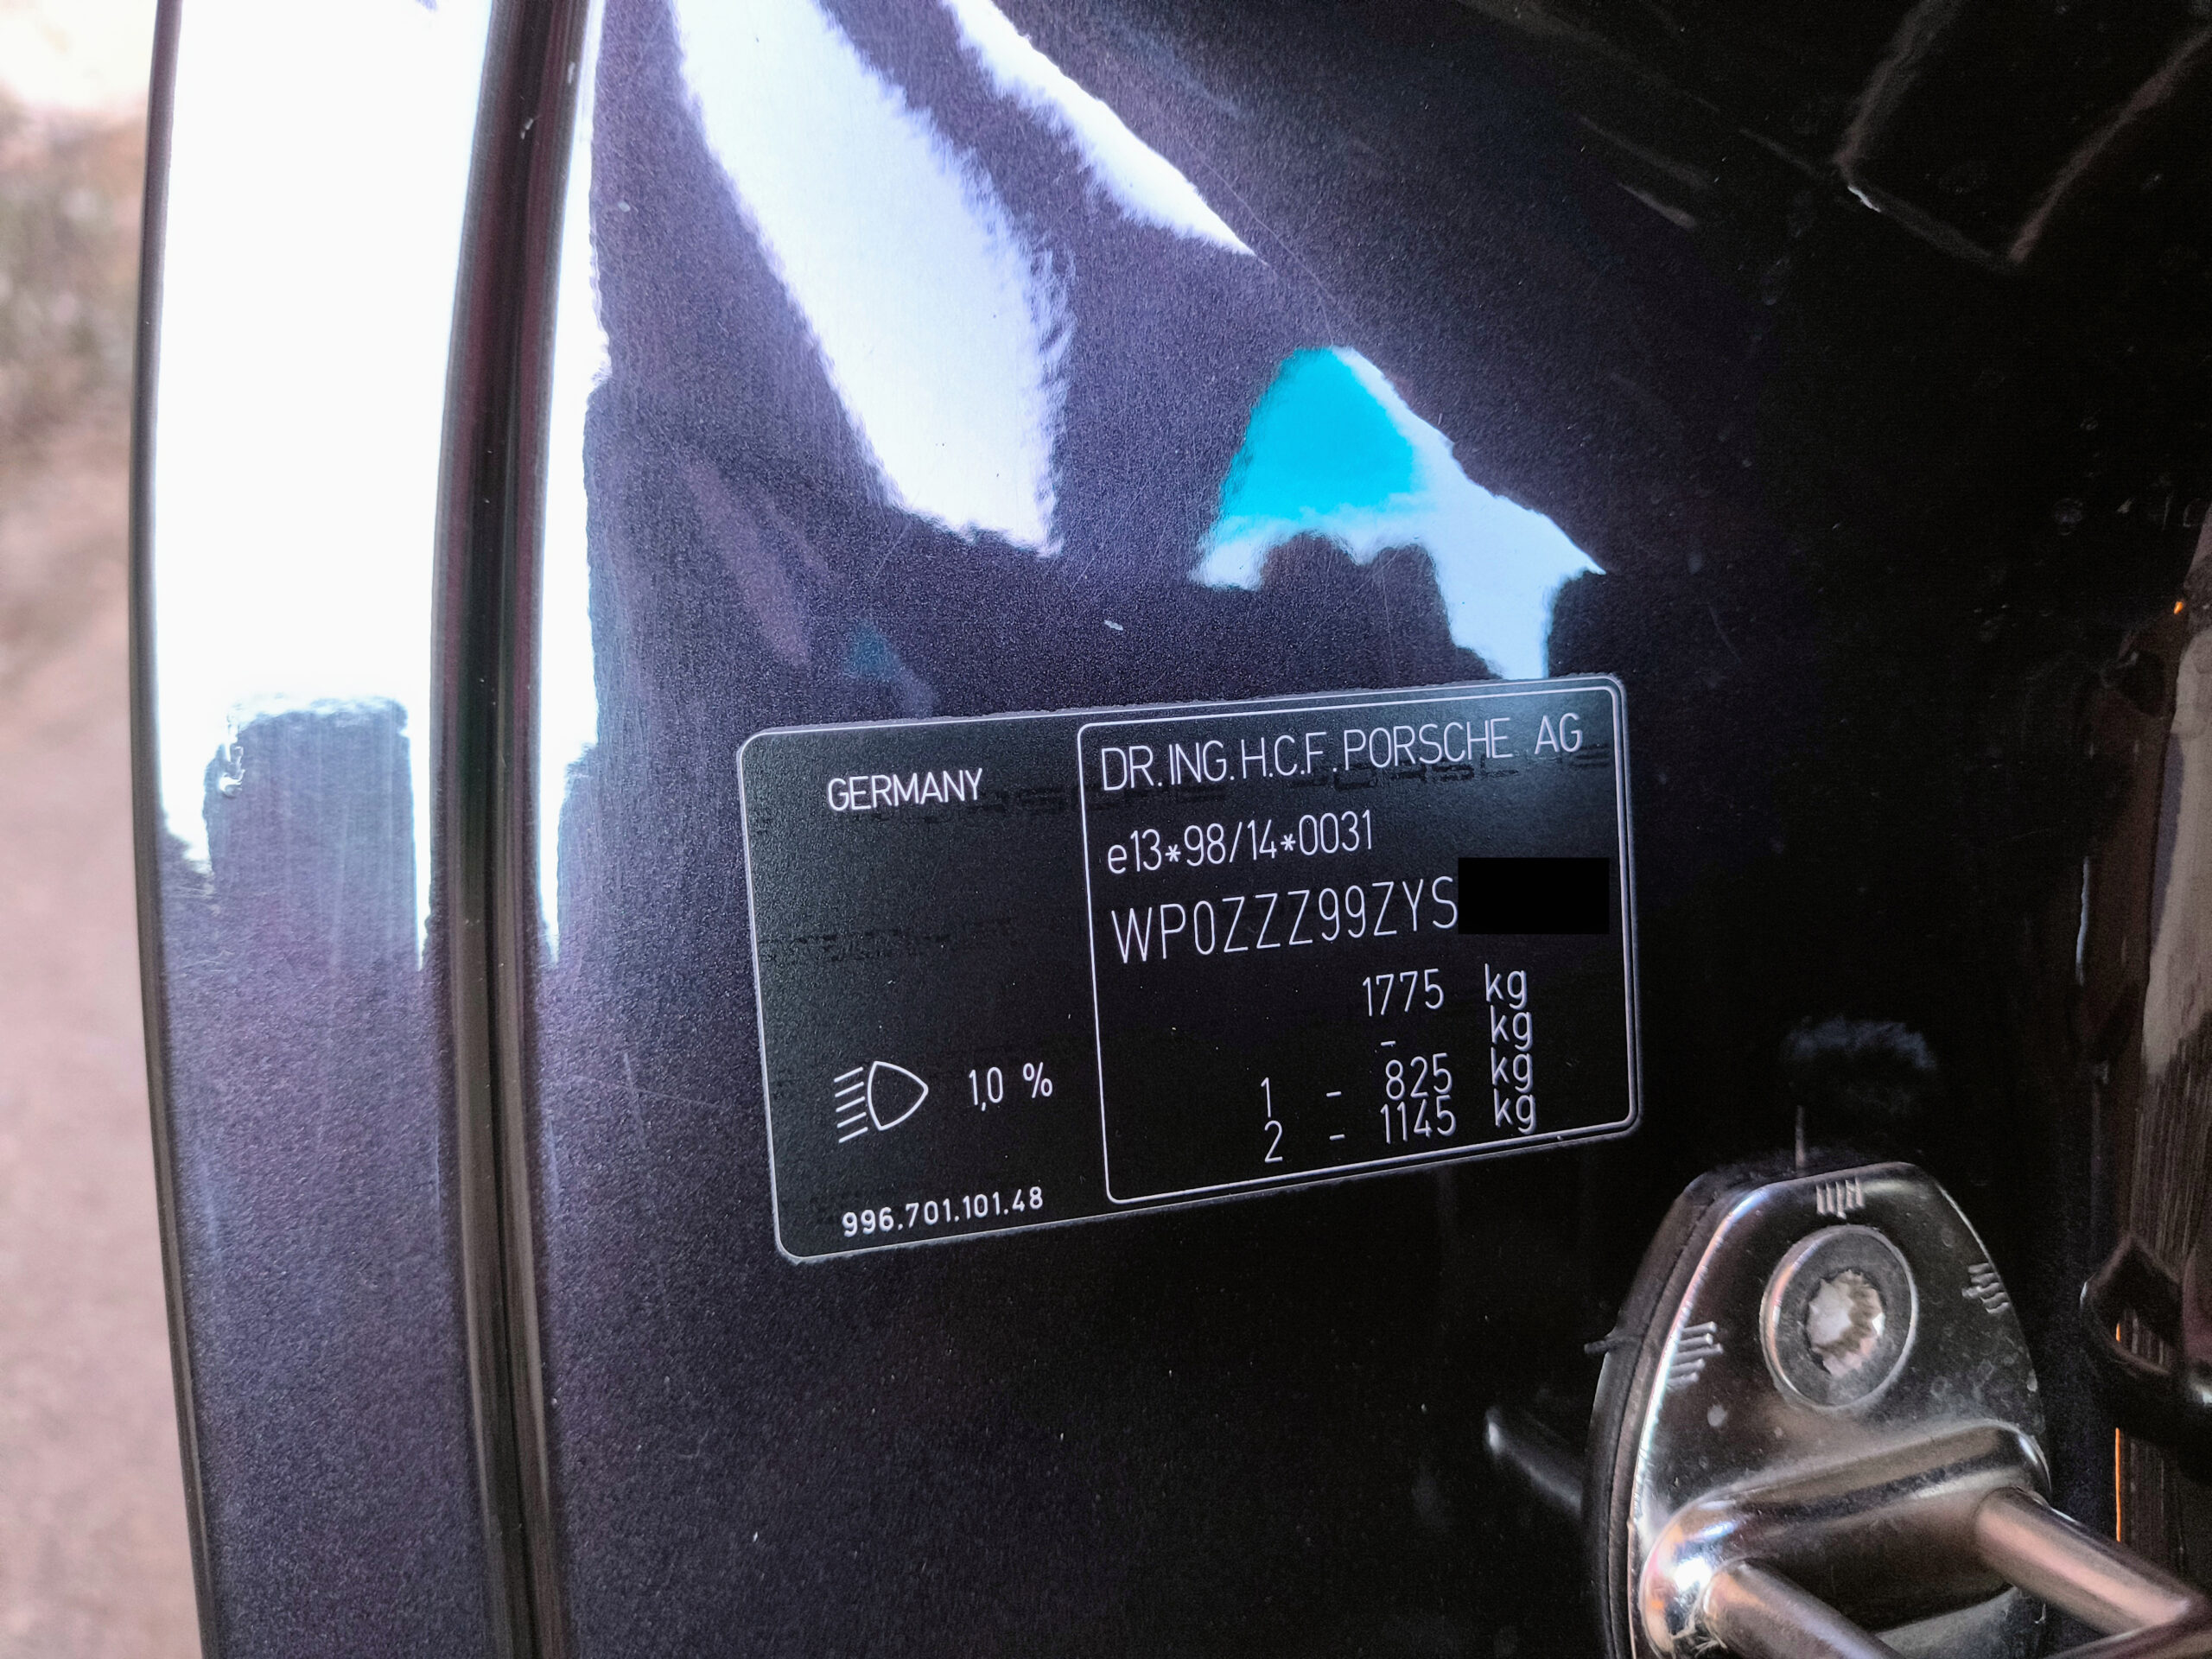 GERMANY
DR.ING.H.C.F.PORSCHE AG
e13*98/14*0031
WP0ZZZ99ZYS
1775 kg
- kg
1 - 825 kg
2 - 1145 kg
1,0 %
996.701.101.48